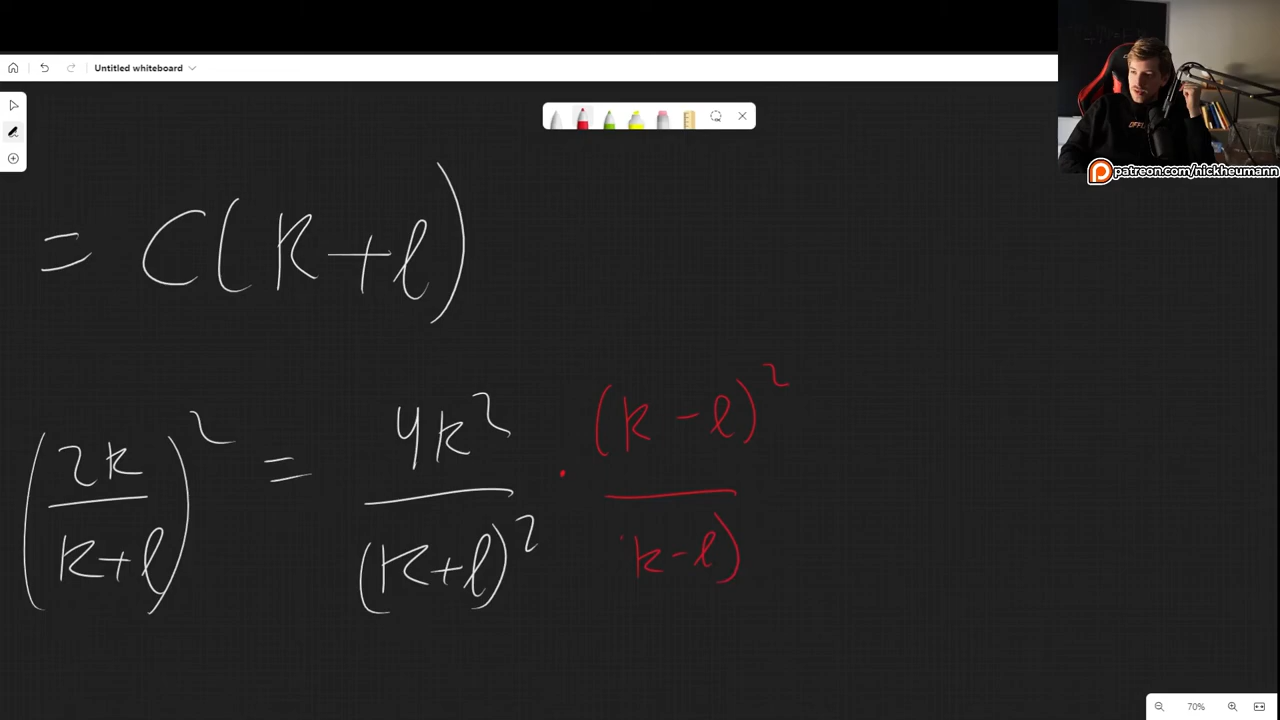 Untitled whiteboard
patreon.com/nickheumann
= C(k+l)
(2k/(k+l))² = 4k²/(k+l)² · (k-l)²/k-l)
70%